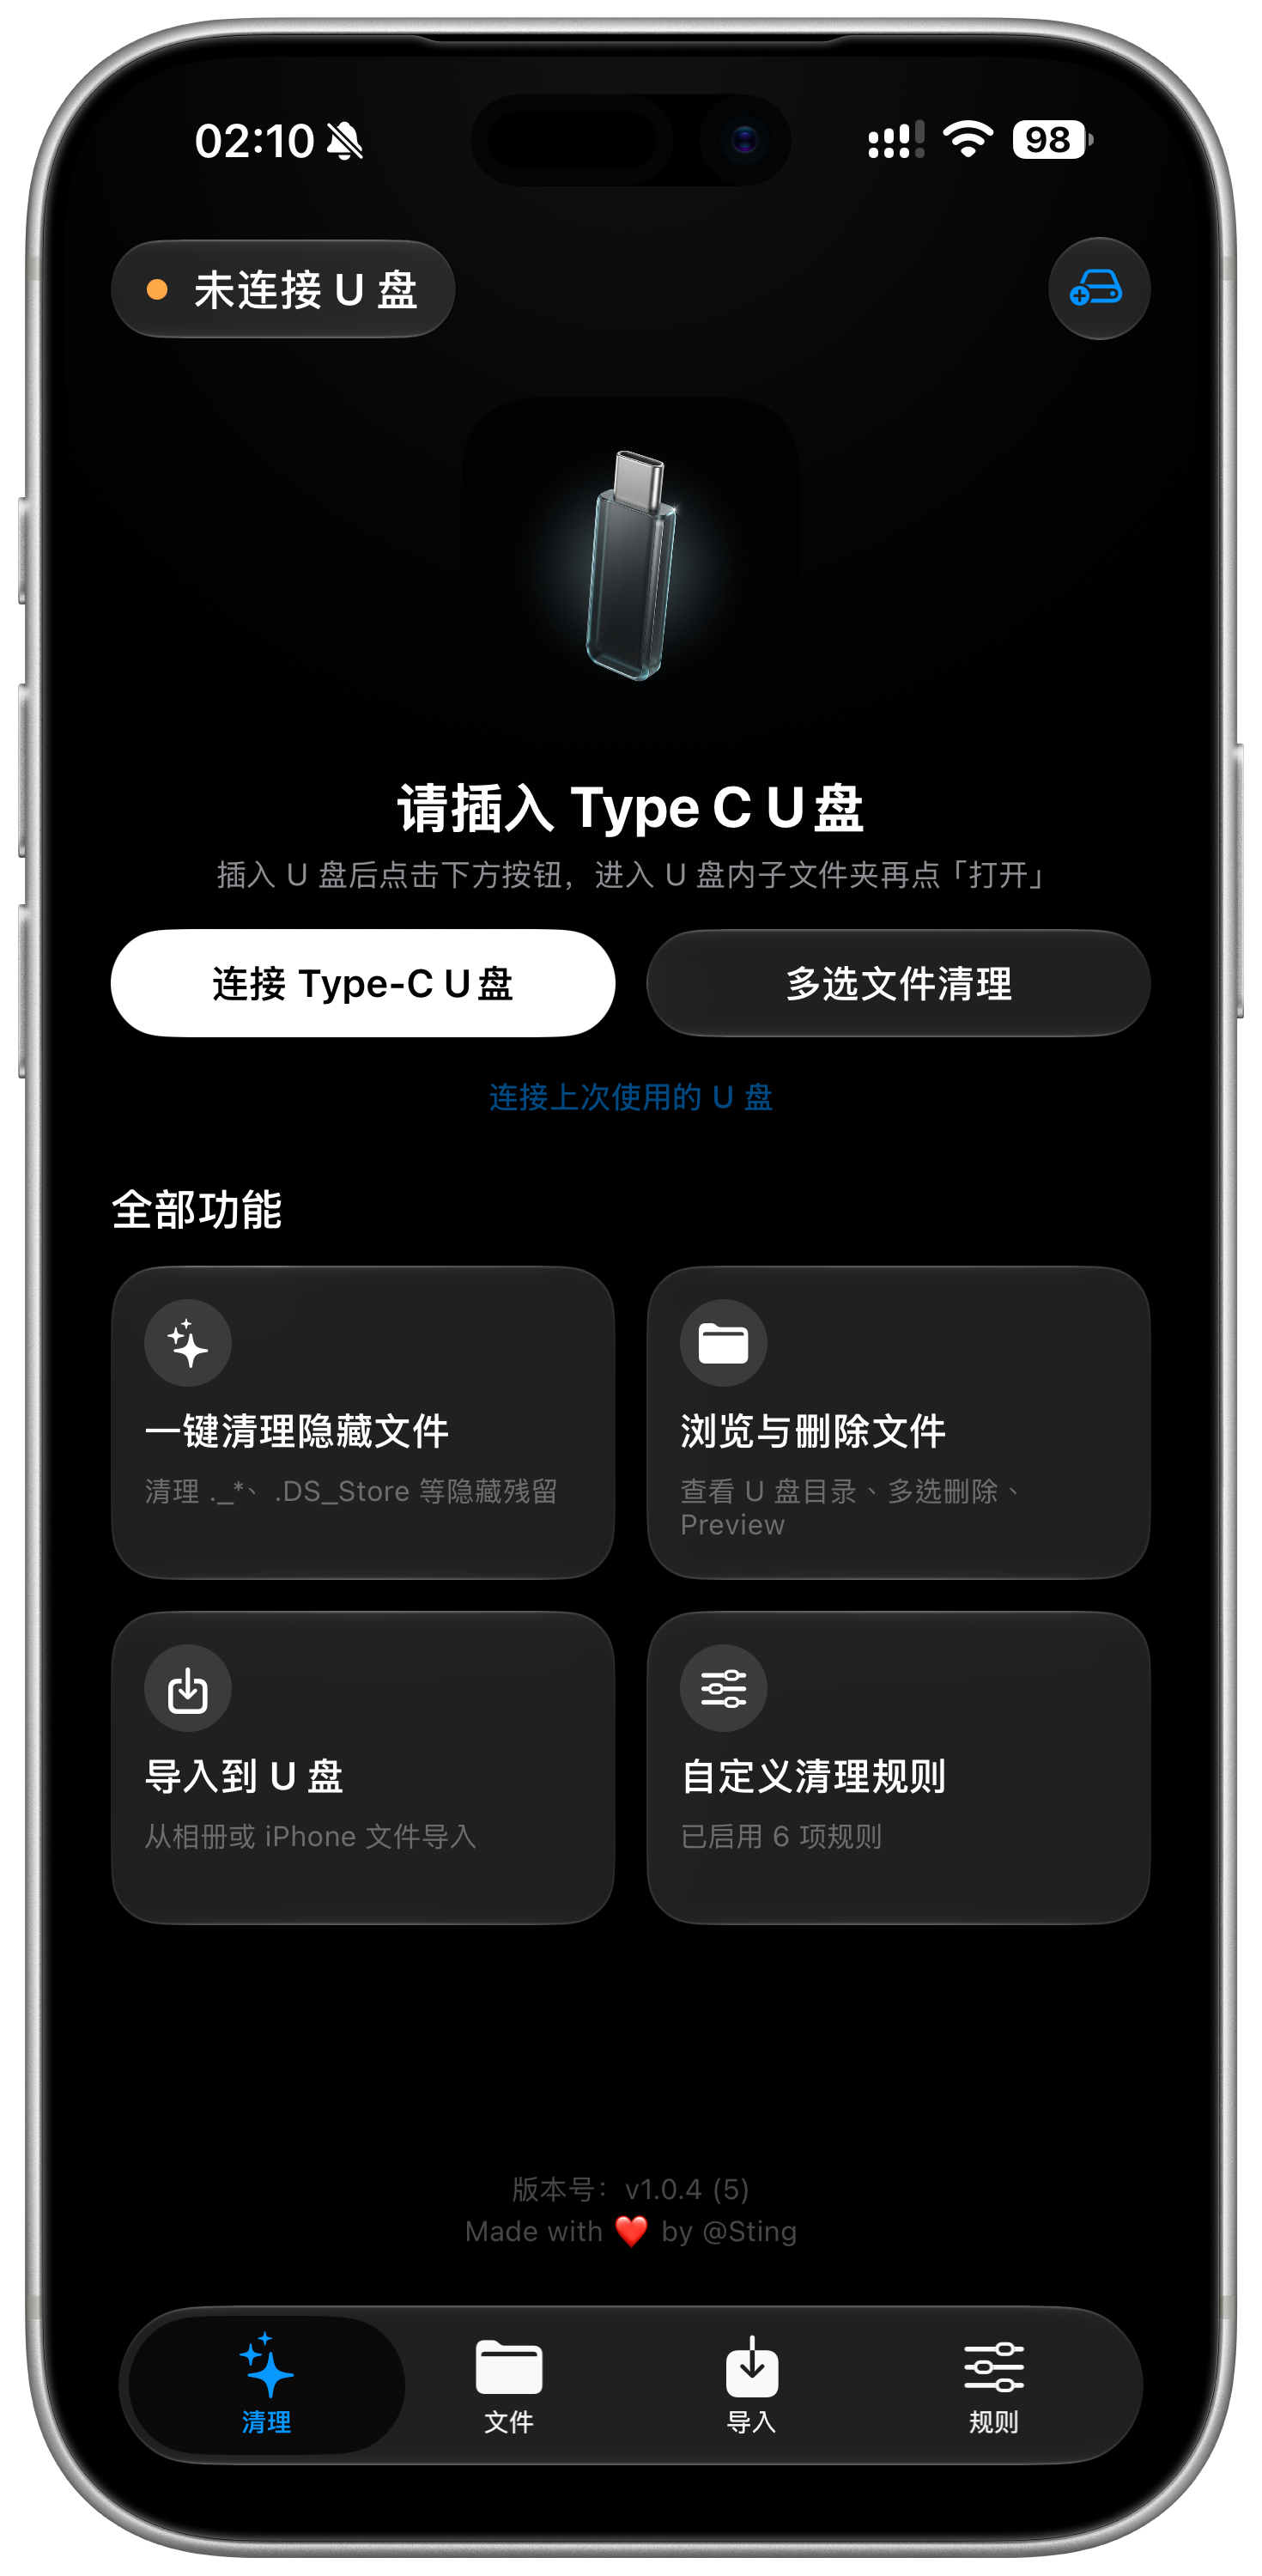 02:10
98
未连接 U 盘
请插入 Type C U 盘
插入 U 盘后点击下方按钮，进入 U 盘内子文件夹再点「打开」
连接 Type-C U 盘
多选文件清理
连接上次使用的 U 盘
全部功能
一键清理隐藏文件
清理 ._*、.DS_Store 等隐藏残留
浏览与删除文件
查看 U 盘目录、多选删除、
Preview
导入到 U 盘
从相册或 iPhone 文件导入
自定义清理规则
已启用 6 项规则
版本号：v1.0.4 (5)
Made with ❤️ by @Sting
清理
文件
导入
规则